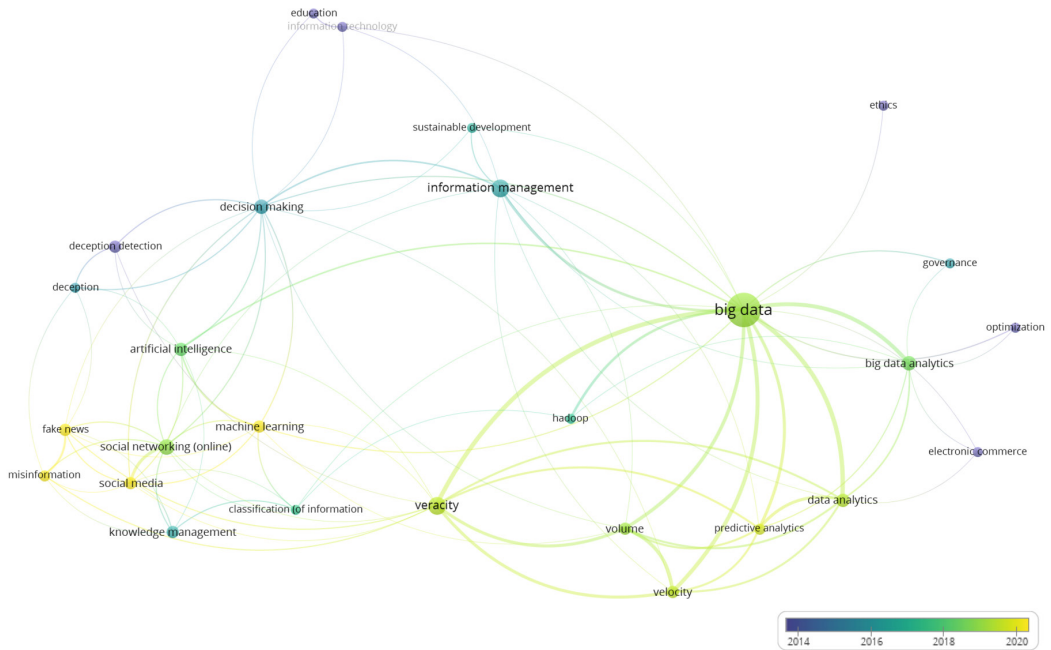 education
information technology
ethics
sustainable development
information management
decision making
deception detection
governance
deception
big data
optimization
artificial intelligence
big data analytics
hadoop
machine learning
fake news
social networking (online)
electronic commerce
misinformation
social media
data analytics
veracity
classification (of information
volume
predictive analytics
knowledge management
velocity
2014 2016 2018 2020